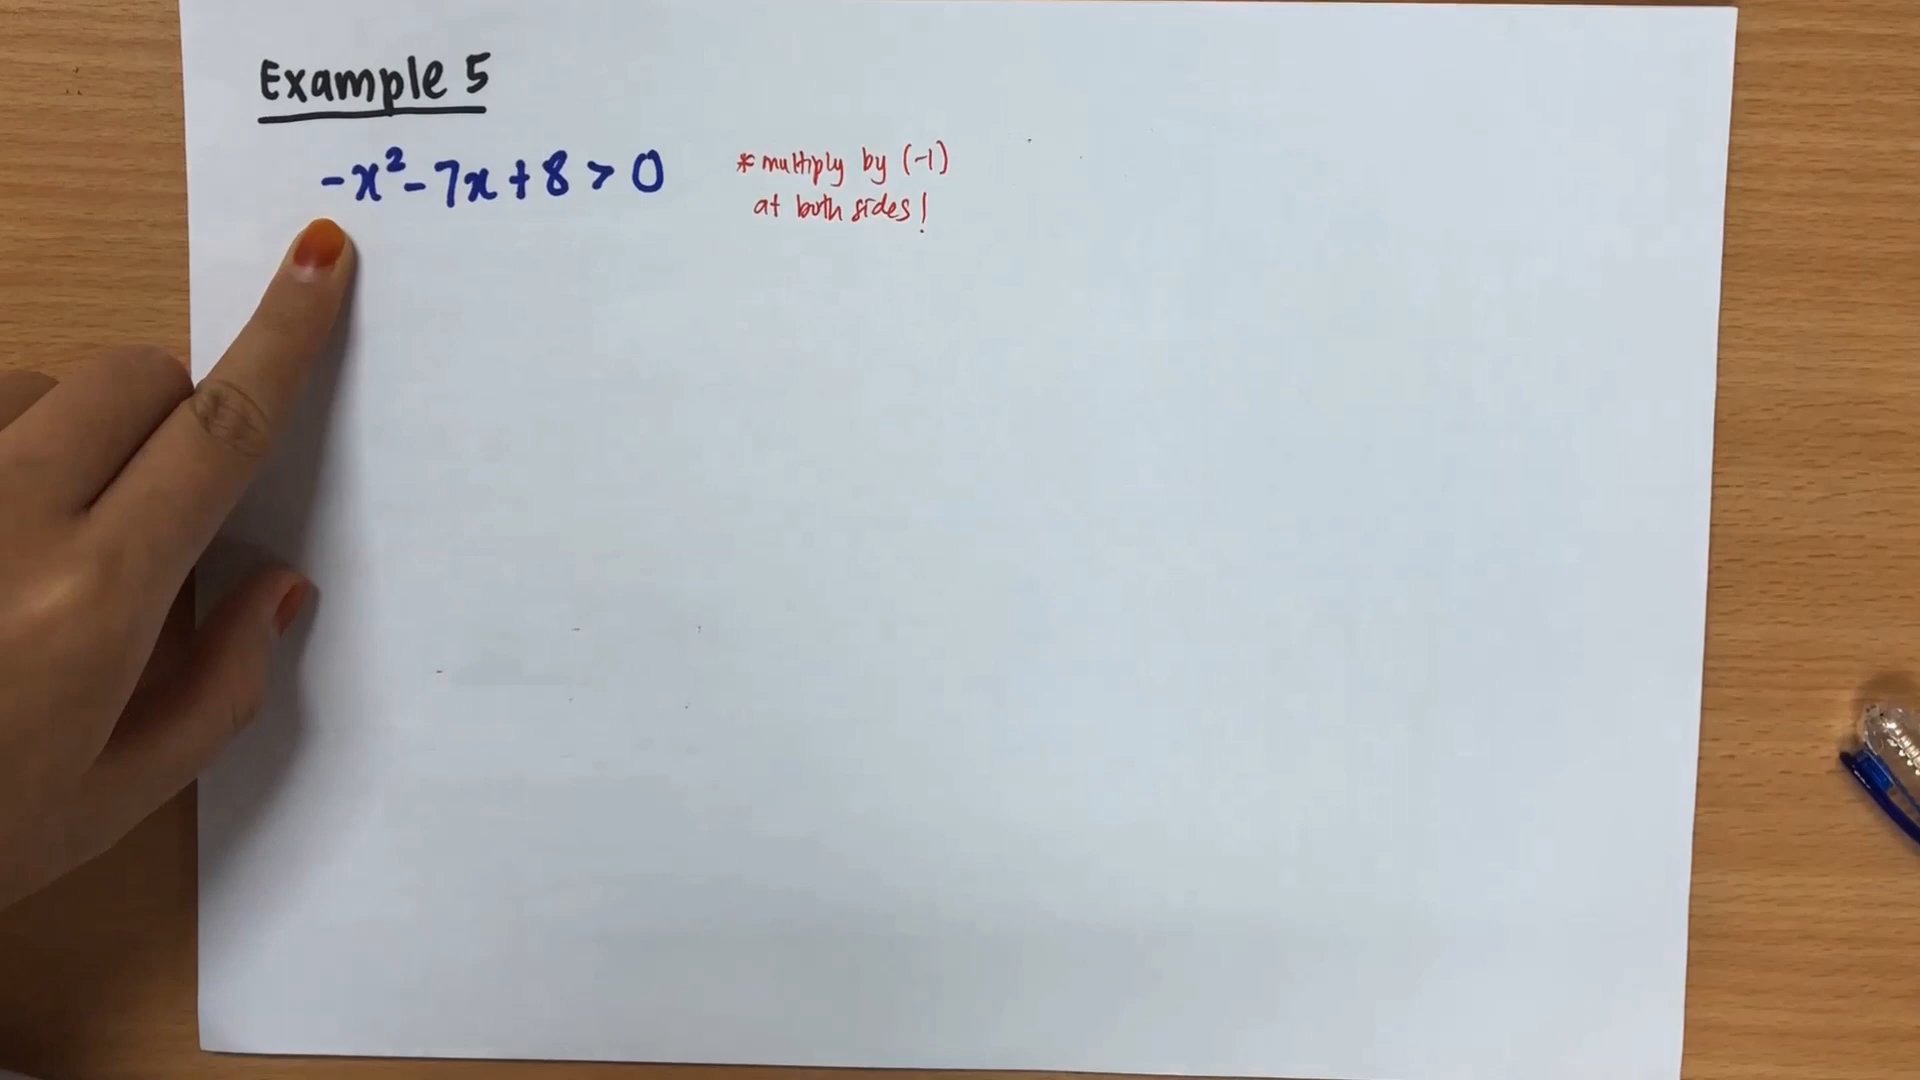 Example 5
-x² - 7x + 8 > 0
* multiply by (-1)
at both sides!